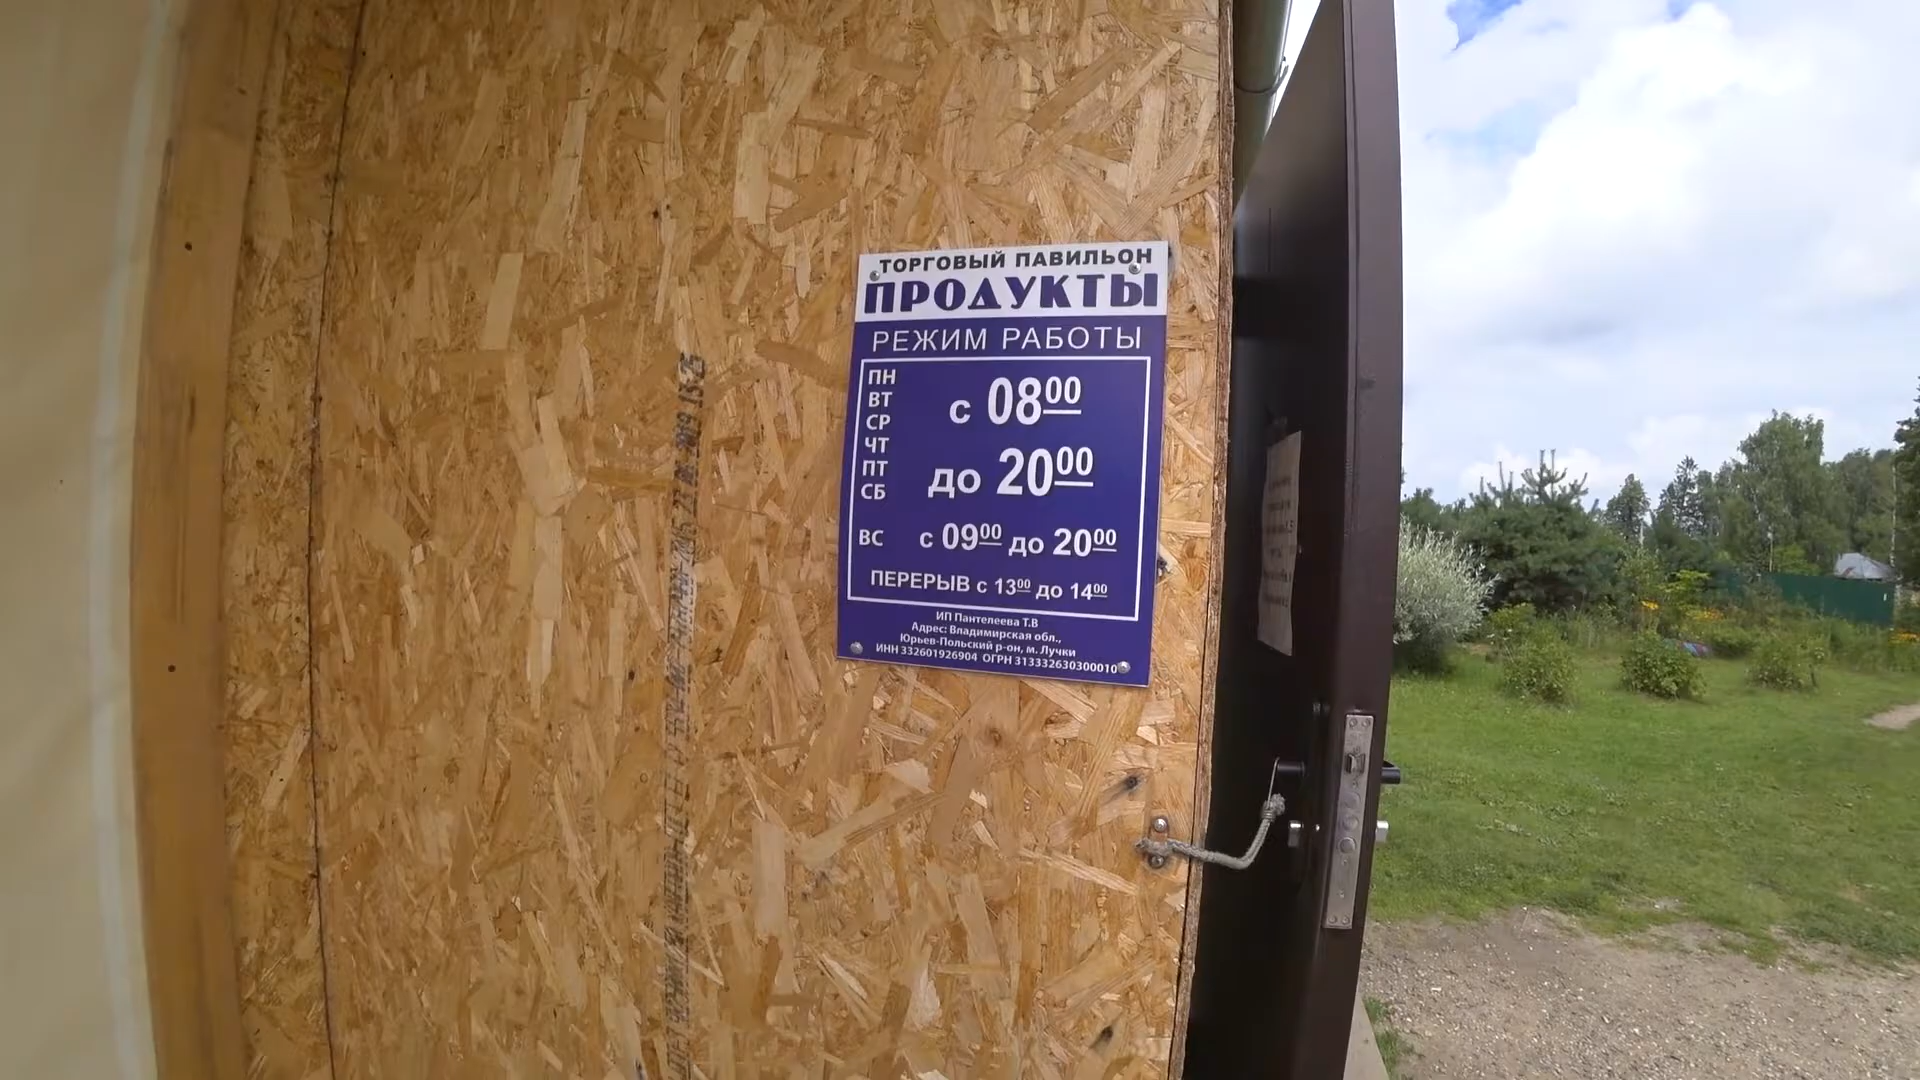 ТОРГОВЫЙ ПАВИЛЬОН
ПРОДУКТЫ
РЕЖИМ РАБОТЫ
ПН
ВТ
СР
ЧТ
ПТ
СБ
с 08⁰⁰
до 20⁰⁰
ВС с 09⁰⁰ до 20⁰⁰
ПЕРЕРЫВ с 13⁰⁰ до 14⁰⁰
ИП Пантелеева Т.В
Адрес: Владимирская обл.,
Юрьев-Польский р-он, м. Лучки
ИНН 332601926904 ОГРН 313332630300010